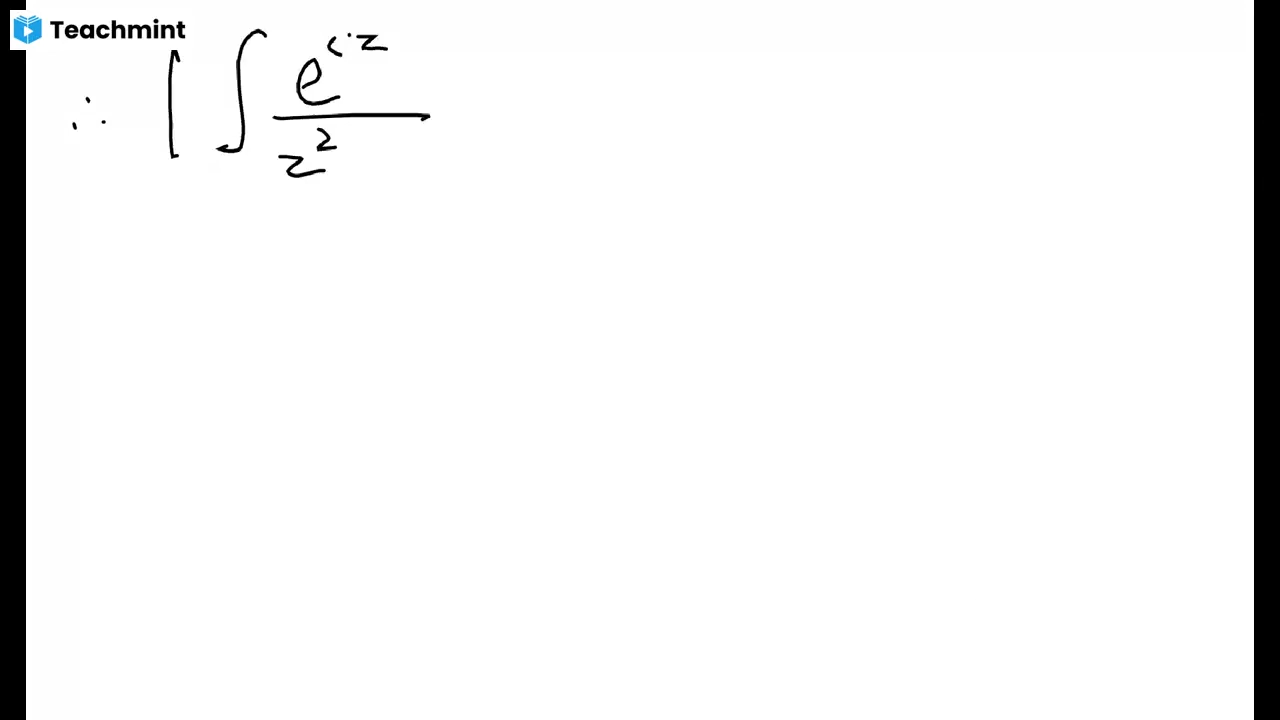 Teachmint
∴ | ∫ e^{iz} / z^2